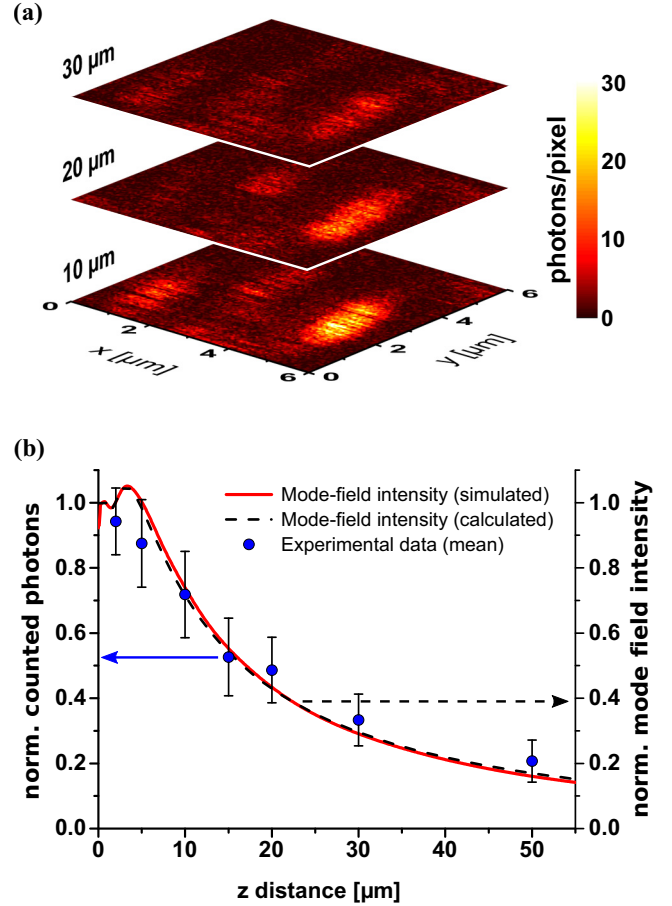 (a)
30 µm
20 µm
10 µm
0
2
4
6
x [µm]
0
2
4
6
y [µm]
30
20
10
0
photons/pixel
(b)
1.0
0.8
0.6
0.4
0.2
0.0
norm. counted photons
Mode-field intensity (simulated)
Mode-field intensity (calculated)
Experimental data (mean)
1.0
0.8
0.6
0.4
0.2
0.0
norm. mode field intensity
0
10
20
30
40
50
z distance [µm]